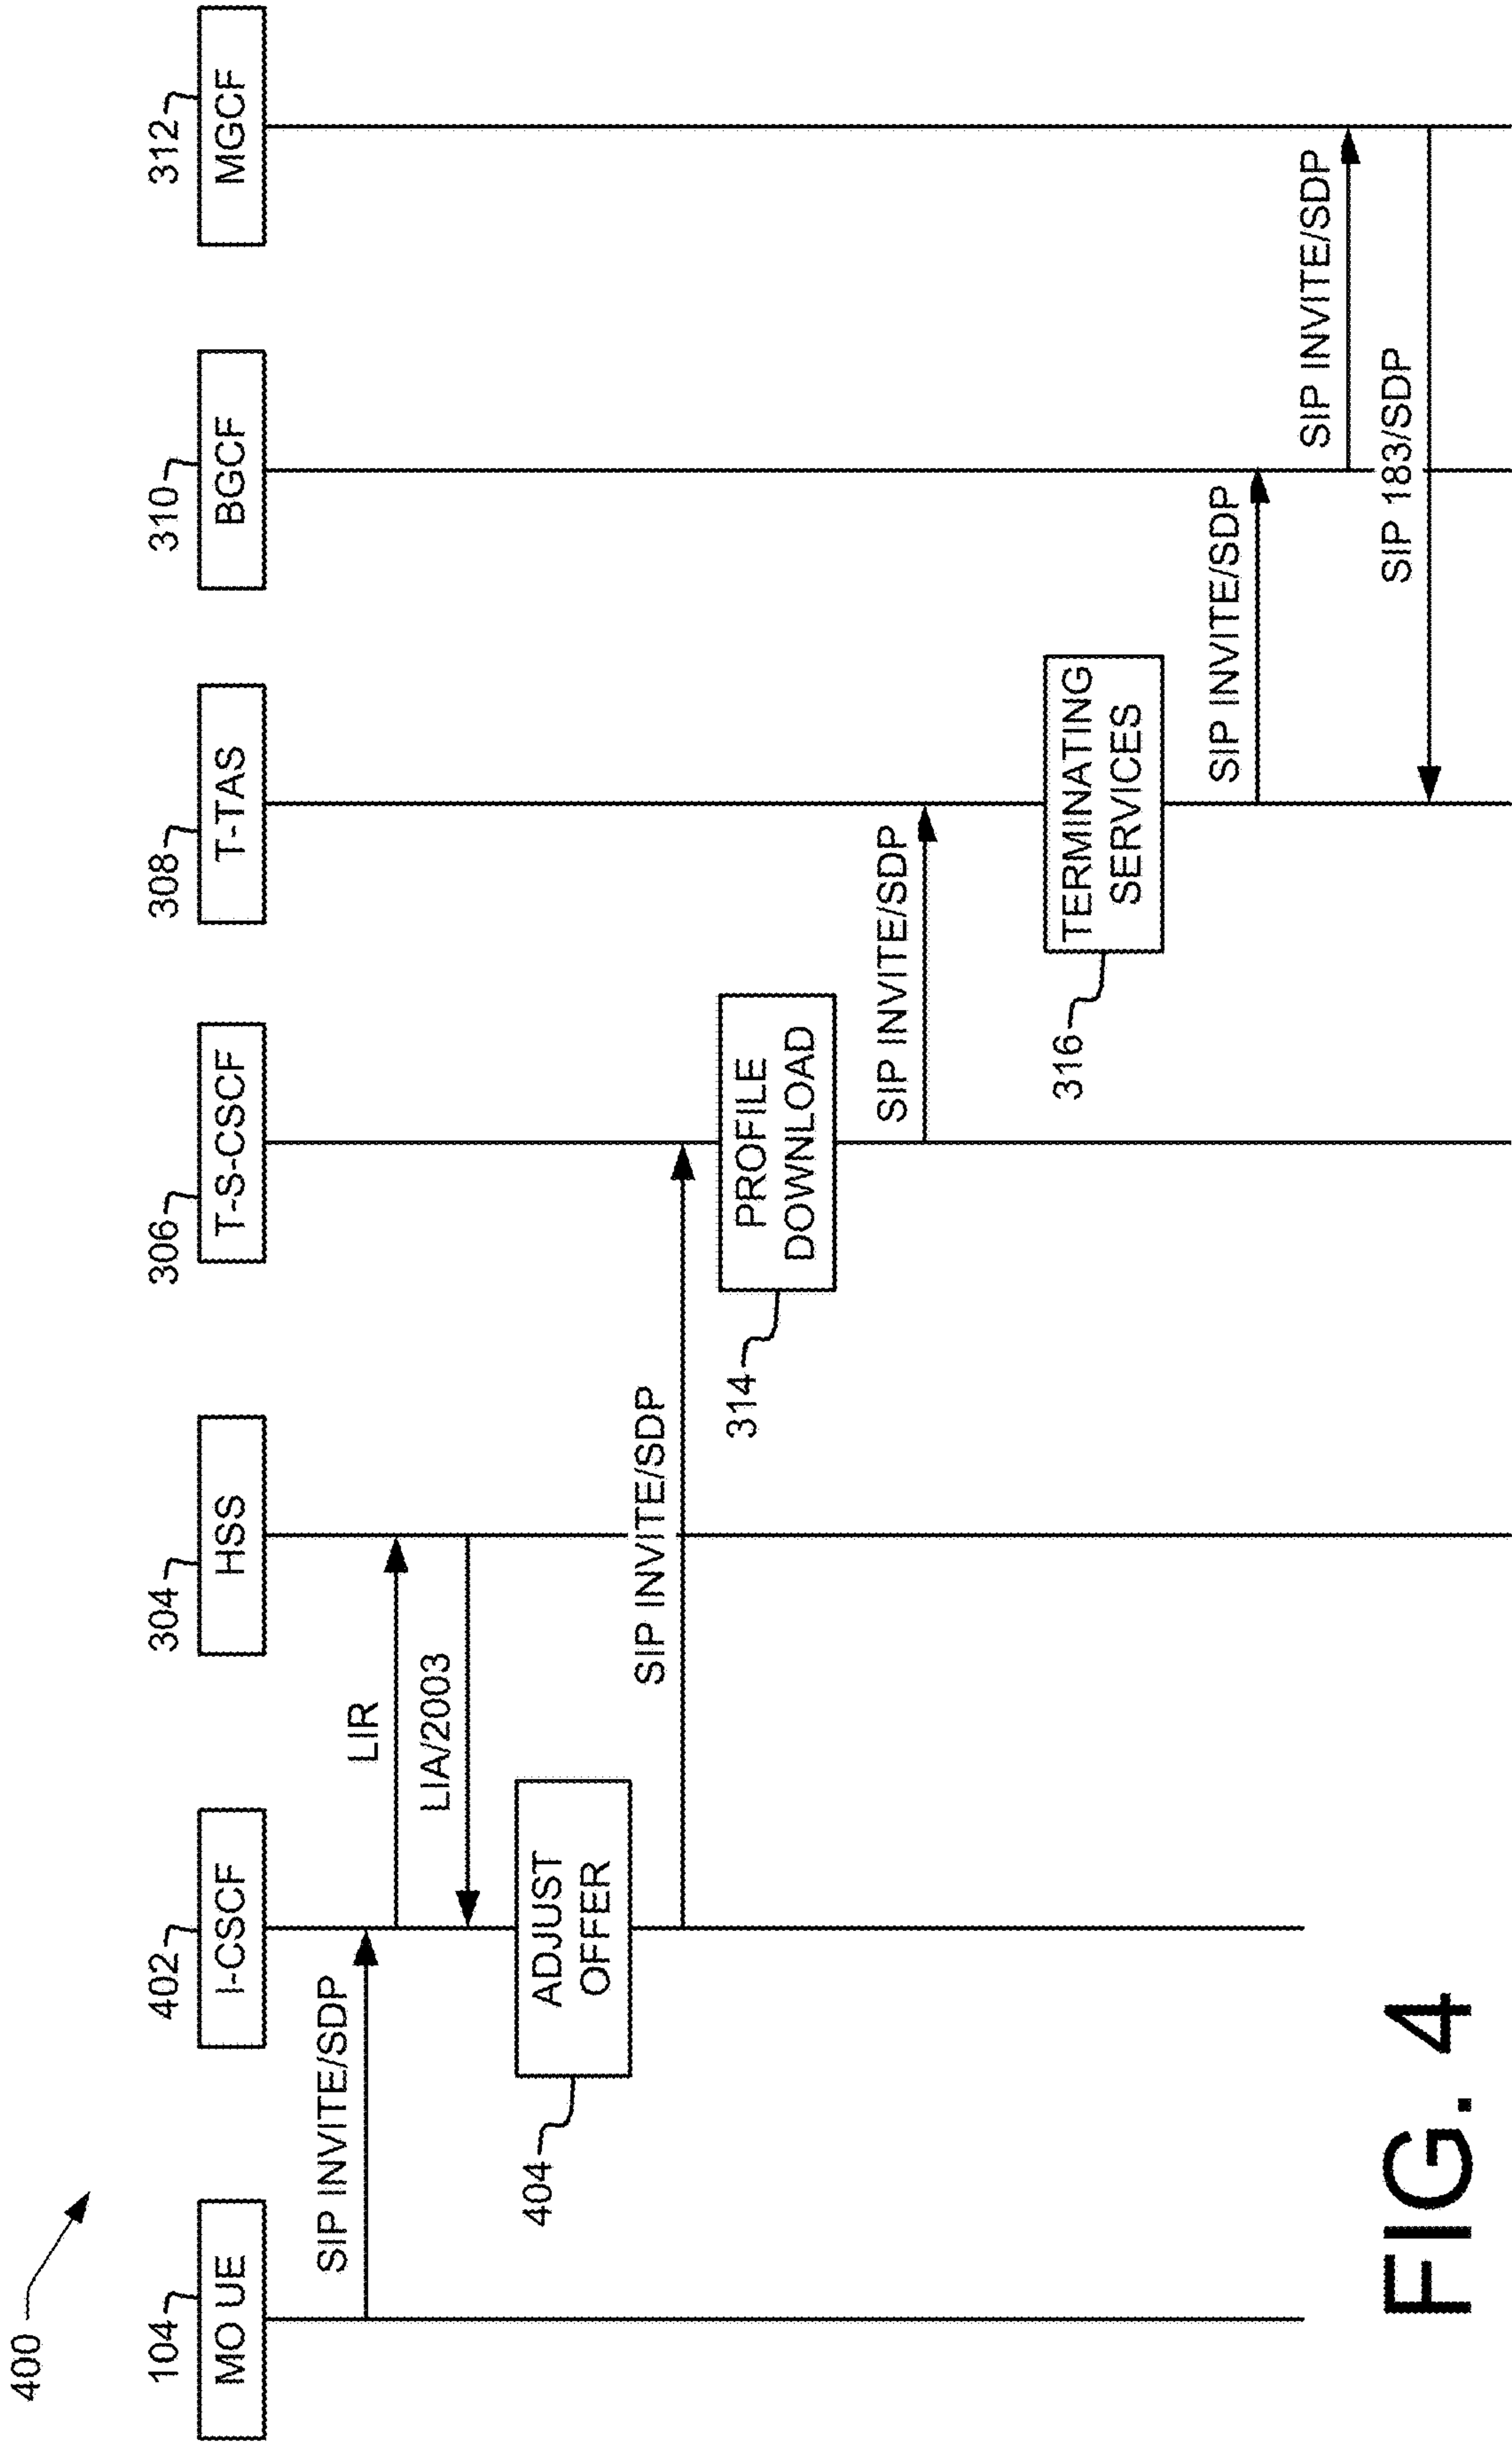 400
104
402
304
306
308
310
312
MO UE
I-CSCF
HSS
T-S-CSCF
T-TAS
BGCF
MGCF
SIP INVITE/SDP
LIR
LIA/2003
ADJUST
OFFER
404
SIP INVITE/SDP
PROFILE
DOWNLOAD
314
SIP INVITE/SDP
TERMINATING
SERVICES
316
SIP INVITE/SDP
SIP INVITE/SDP
SIP 183/SDP
FIG. 4